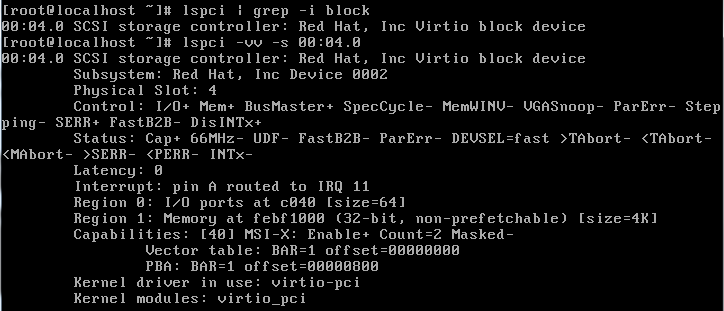 [root@localhost ~]# lspci | grep -i block
00:04.0 SCSI storage controller: Red Hat, Inc Virtio block device
[root@localhost ~]# lspci -vv -s 00:04.0
00:04.0 SCSI storage controller: Red Hat, Inc Virtio block device
Subsystem: Red Hat, Inc Device 0002
Physical Slot: 4
Control: I/O+ Mem+ BusMaster+ SpecCycle- MemWINV- VGASnoop- ParErr- Step
ping- SERR+ FastB2B- DisINTx+
Status: Cap+ 66MHz- UDF- FastB2B- ParErr- DEVSEL=fast >TAbort- <TAbort-
<MAbort- >SERR- <PERR- INTx-
Latency: 0
Interrupt: pin A routed to IRQ 11
Region 0: I/O ports at c040 [size=64]
Region 1: Memory at febf1000 (32-bit, non-prefetchable) [size=4K]
Capabilities: [40] MSI-X: Enable+ Count=2 Masked-
Vector table: BAR=1 offset=00000000
PBA: BAR=1 offset=00000800
Kernel driver in use: virtio-pci
Kernel modules: virtio_pci